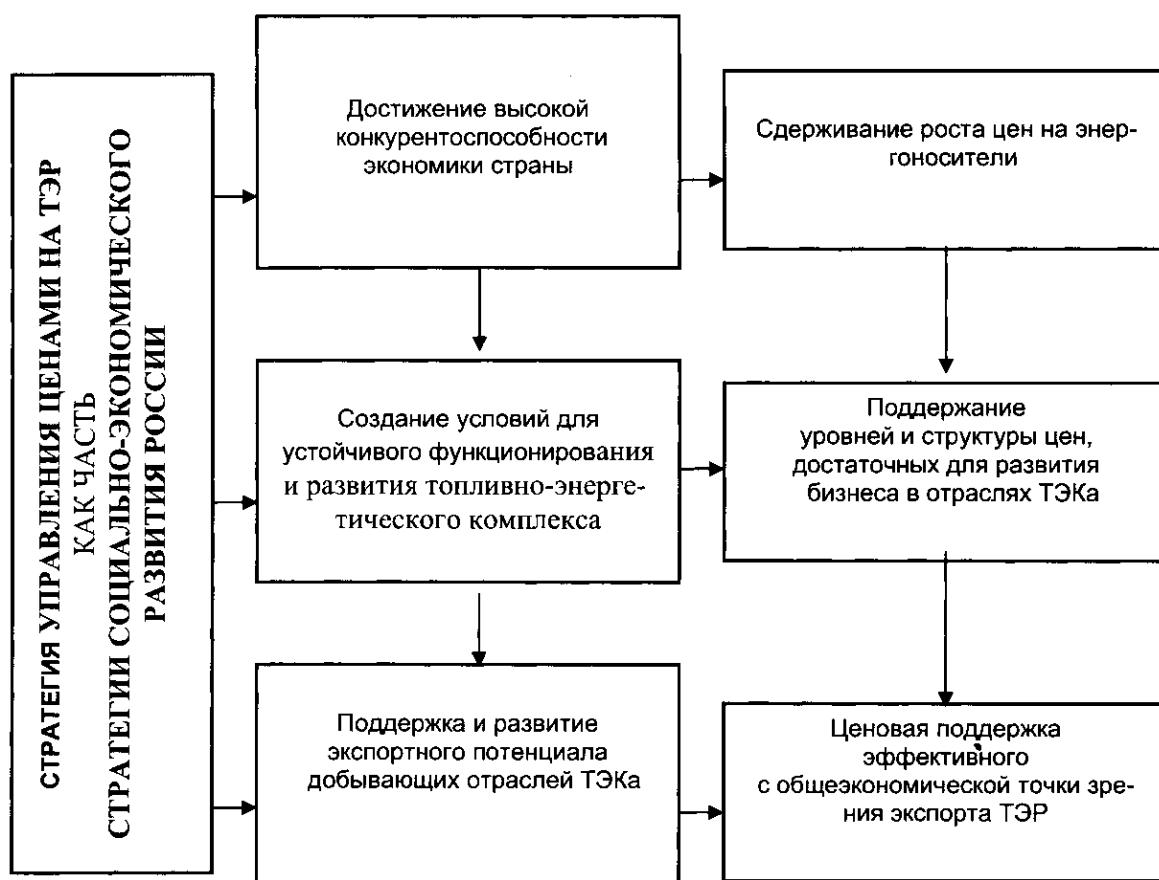 СТРАТЕГИЯ УПРАВЛЕНИЯ ЦЕНАМИ НА ТЭР
КАК ЧАСТЬ
СТРАТЕГИИ СОЦИАЛЬНО-ЭКОНОМИЧЕСКОГО
РАЗВИТИЯ РОССИИ
Достижение высокой
конкурентоспособности
экономики страны
Сдерживание роста цен на энер-
гоносители
Создание условий для
устойчивого функционирования
и развития топливно-энерге-
тического комплекса
Поддержание
уровней и структуры цен,
достаточных для развития
бизнеса в отраслях ТЭКа
Поддержка и развитие
экспортного потенциала
добывающих отраслей ТЭКа
Ценовая поддержка
эффективного
с общеэкономической точки зре-
ния экспорта ТЭР